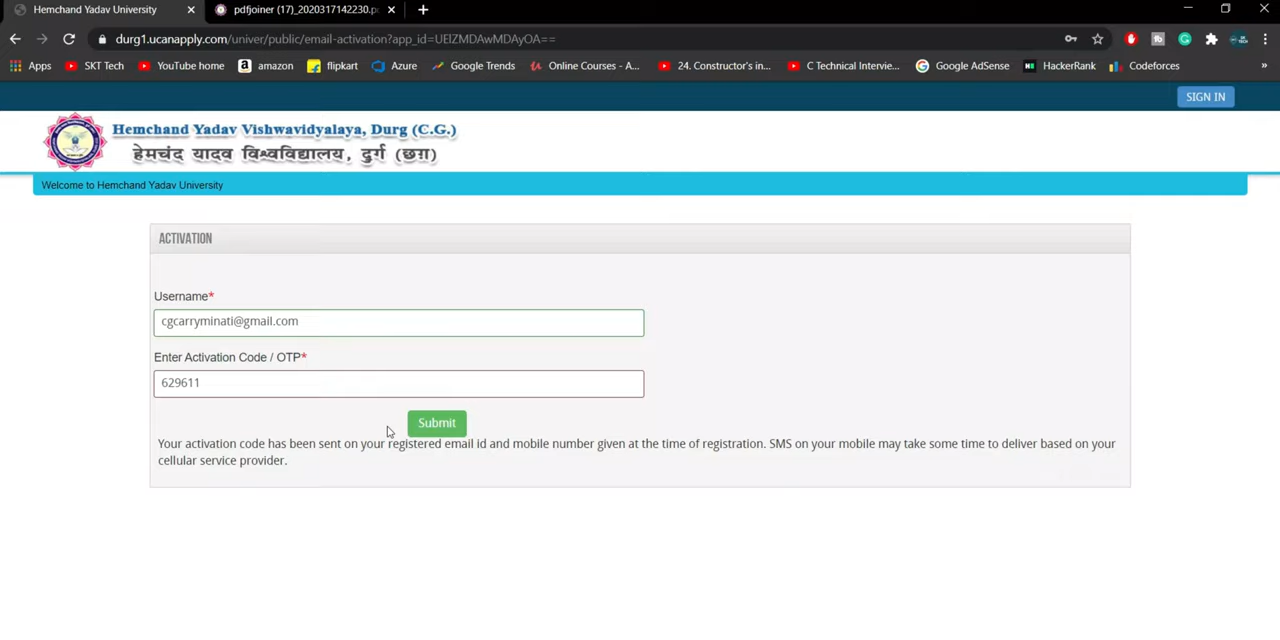 Hemchand Yadav University
pdfjoiner (17)_2020317142230.p
durg1.ucanapply.com/univer/public/email-activation?app_id=UEIZMDAwMDAyOA==
Apps SKT Tech YouTube home amazon flipkart Azure Google Trends Online Courses - A... 24. Constructor's in... C Technical Intervie... Google AdSense HackerRank Codeforces »
SIGN IN
Hemchand Yadav Vishwavidyalaya, Durg (C.G.)
हेमचंद यादव विश्वविद्यालय, दुर्ग (छग़)
Welcome to Hemchand Yadav University
ACTIVATION
Username*
cgcarryminati@gmail.com
Enter Activation Code / OTP*
629611
Submit
Your activation code has been sent on your registered email id and mobile number given at the time of registration. SMS on your mobile may take some time to deliver based on your
cellular service provider.